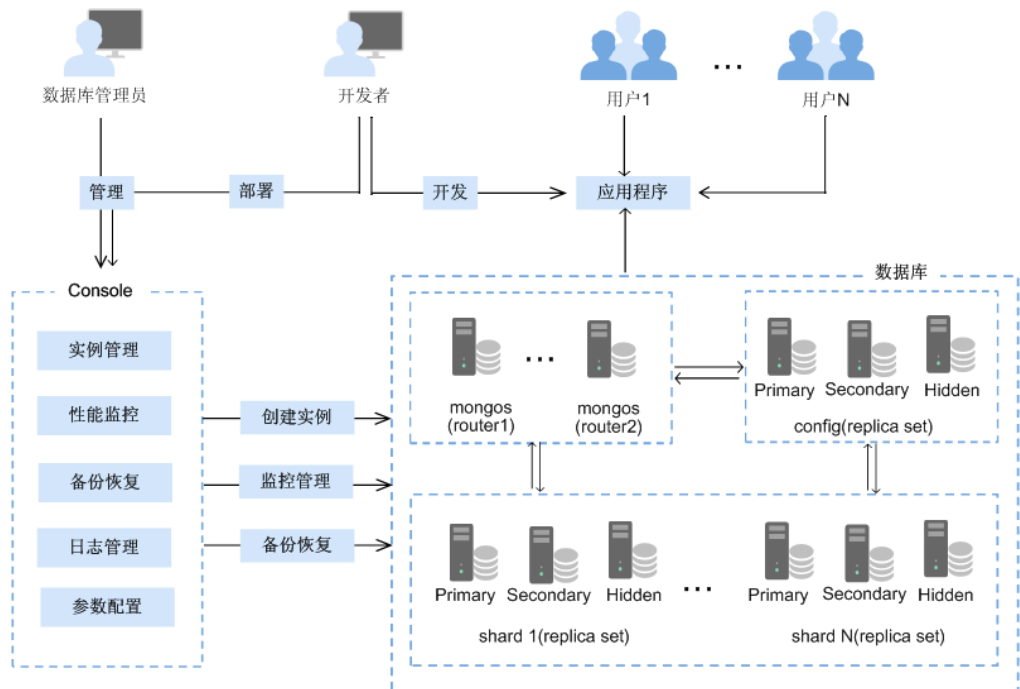 数据库管理员
开发者
用户1
...
用户N
管理
部署
开发
应用程序
Console
实例管理
性能监控
备份恢复
日志管理
参数配置
创建实例
监控管理
备份恢复
数据库
mongos
(router1)
...
mongos
(router2)
Primary
Secondary
Hidden
config(replica set)
Primary
Secondary
Hidden
shard 1(replica set)
...
Primary
Secondary
Hidden
shard N(replica set)